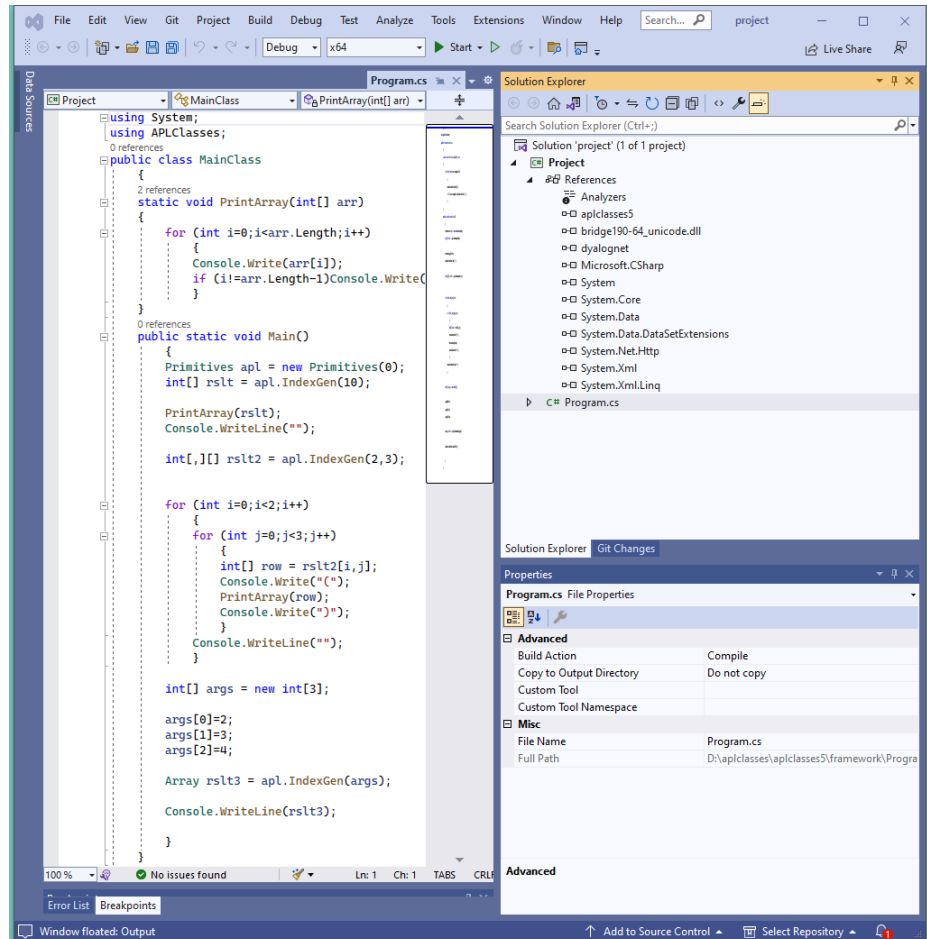 File Edit View Git Project Build Debug Test Analyze Tools Extensions Window Help Search... project
Debug x64 Start Live Share
Data Sources
Program.cs
Project MainClass PrintArray(int[] arr)
using System;
using APLClasses;
0 references
public class MainClass
{
2 references
static void PrintArray(int[] arr)
{
for (int i=0;i<arr.Length;i++)
{
Console.Write(arr[i]);
if (i!=arr.Length-1)Console.Write(
}
}
0 references
public static void Main()
{
Primitives apl = new Primitives(0);
int[] rslt = apl.IndexGen(10);
PrintArray(rslt);
Console.WriteLine("");
int[,][] rslt2 = apl.IndexGen(2,3);
for (int i=0;i<2;i++)
{
for (int j=0;j<3;j++)
{
int[] row = rslt2[i,j];
Console.Write("(");
PrintArray(row);
Console.Write(")");
}
Console.WriteLine("");
}
int[] args = new int[3];
args[0]=2;
args[1]=3;
args[2]=4;
Array rslt3 = apl.IndexGen(args);
Console.WriteLine(rslt3);
}
}
100 % No issues found Ln: 1 Ch: 1 TABS CRLF
Error List Breakpoints
Solution Explorer
Search Solution Explorer (Ctrl+;)
Solution 'project' (1 of 1 project)
C# Project
References
Analyzers
aplclasses5
bridge190-64_unicode.dll
dyalognet
Microsoft.CSharp
System
System.Core
System.Data
System.Data.DataSetExtensions
System.Net.Http
System.Xml
System.Xml.Linq
C# Program.cs
Solution Explorer Git Changes
Properties
Program.cs File Properties
Advanced
Build Action Compile
Copy to Output Directory Do not copy
Custom Tool
Custom Tool Namespace
Misc
File Name Program.cs
Full Path D:\aplclasses\aplclasses5\framework\Progra
Advanced
Window floated: Output Add to Source Control Select Repository 1